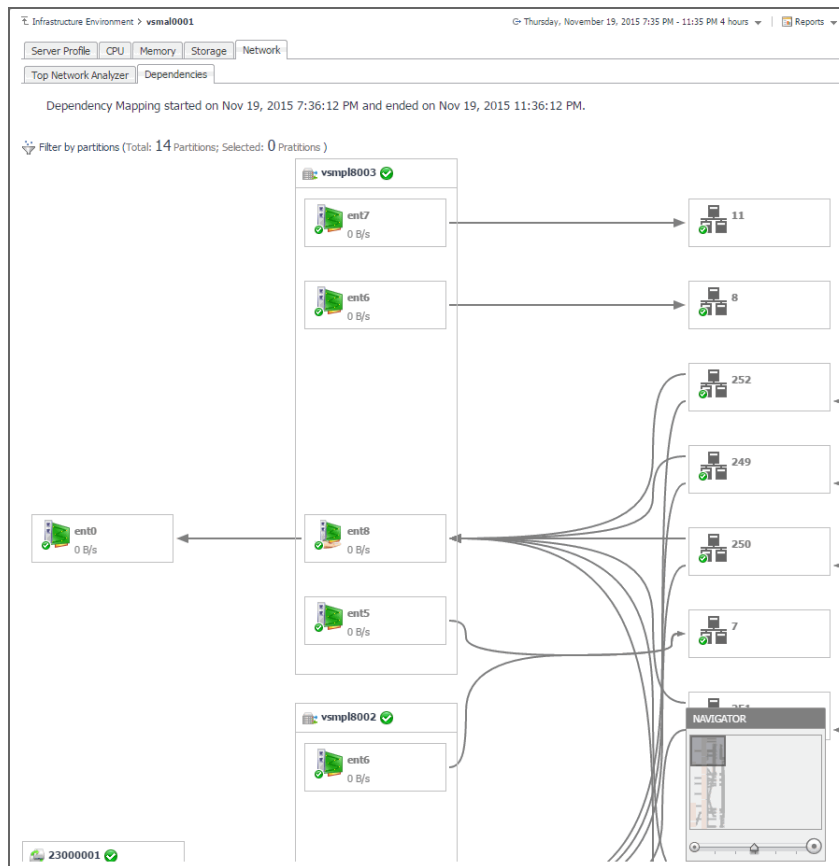 Infrastructure Environment > vsmal0001
Thursday, November 19, 2015 7:35 PM - 11:35 PM 4 hours
Reports
Server Profile
CPU
Memory
Storage
Network
Top Network Analyzer
Dependencies
Dependency Mapping started on Nov 19, 2015 7:36:12 PM and ended on Nov 19, 2015 11:36:12 PM.
Filter by partitions (Total: 14 Partitions; Selected: 0 Pratitions )
vsmpl8003
ent7
0 B/s
11
ent6
0 B/s
8
252
249
ent0
0 B/s
ent8
0 B/s
250
ent5
0 B/s
7
vsmpl8002
ent6
0 B/s
NAVIGATOR
23000001